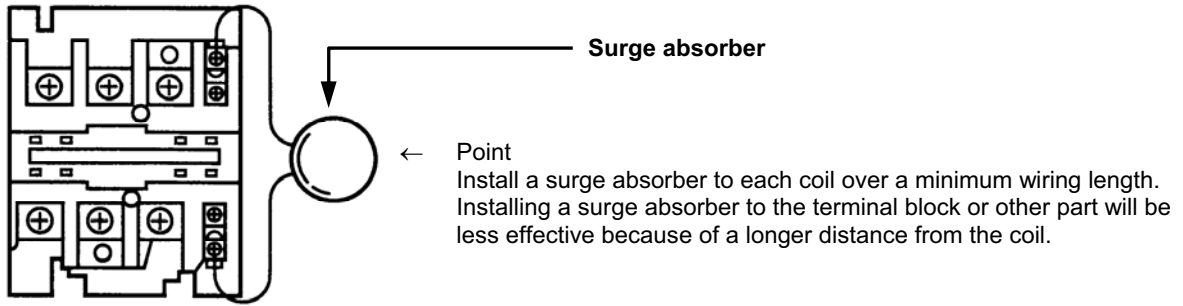 Surge absorber
← Point
Install a surge absorber to each coil over a minimum wiring length.
Installing a surge absorber to the terminal block or other part will be
less effective because of a longer distance from the coil.